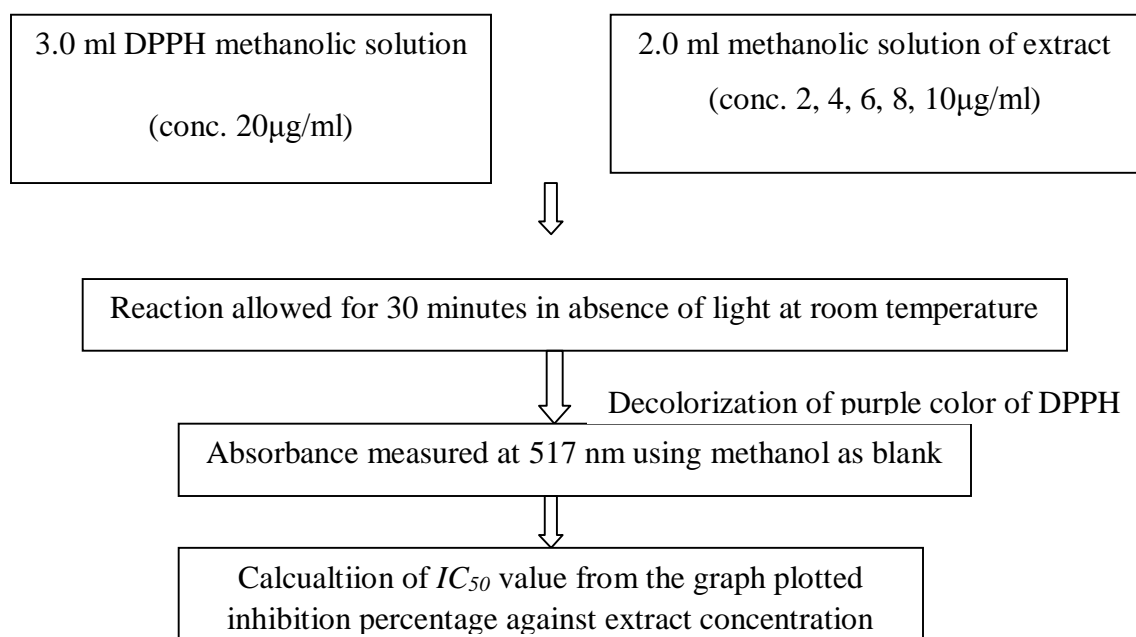 3.0 ml DPPH methanolic solution
(conc. 20μg/ml)
2.0 ml methanolic solution of extract
(conc. 2, 4, 6, 8, 10μg/ml)
Reaction allowed for 30 minutes in absence of light at room temperature
Decolorization of purple color of DPPH
Absorbance measured at 517 nm using methanol as blank
Calcualtiion of IC50 value from the graph plotted
inhibition percentage against extract concentration